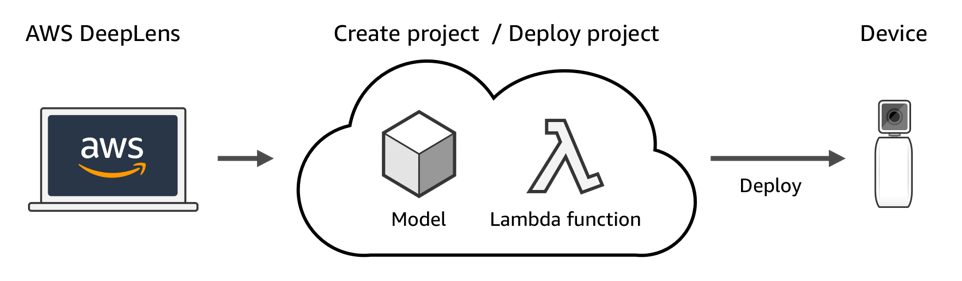 AWS DeepLens
Create project / Deploy project
Device
aws
Model
Lambda function
Deploy